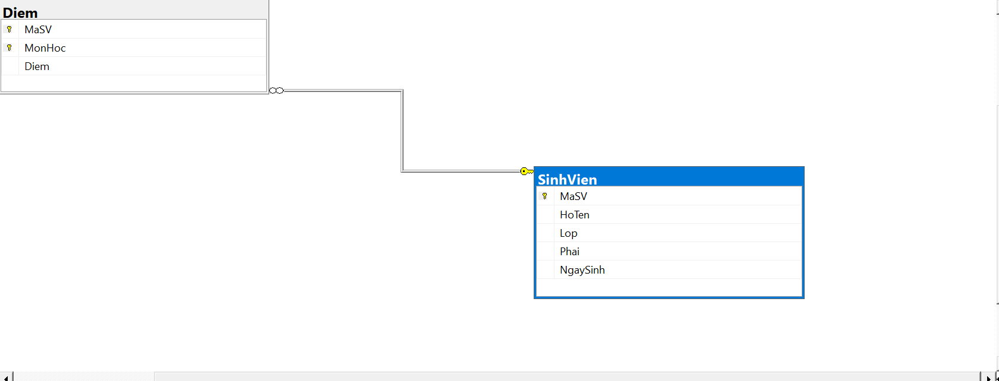 Diem
MaSV
MonHoc
Diem
SinhVien
MaSV
HoTen
Lop
Phai
NgaySinh